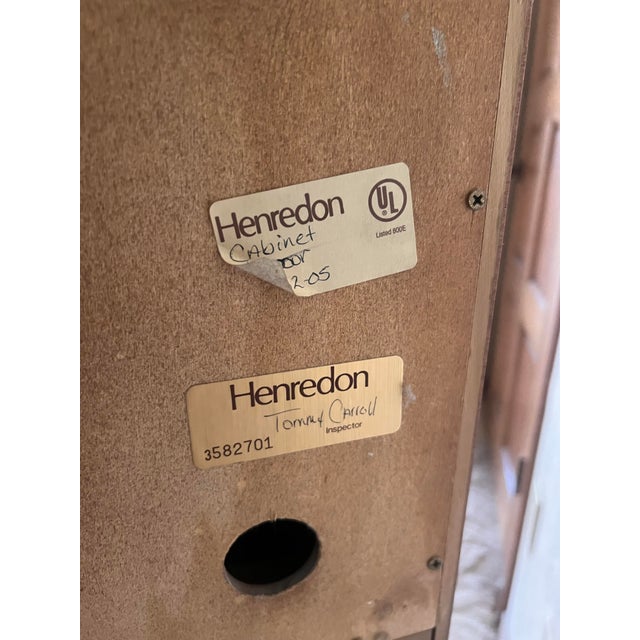 Henredon
UL
Listed 800E
CAbinet
2-05
Henredon
Tommy Carroll
Inspector
3582701